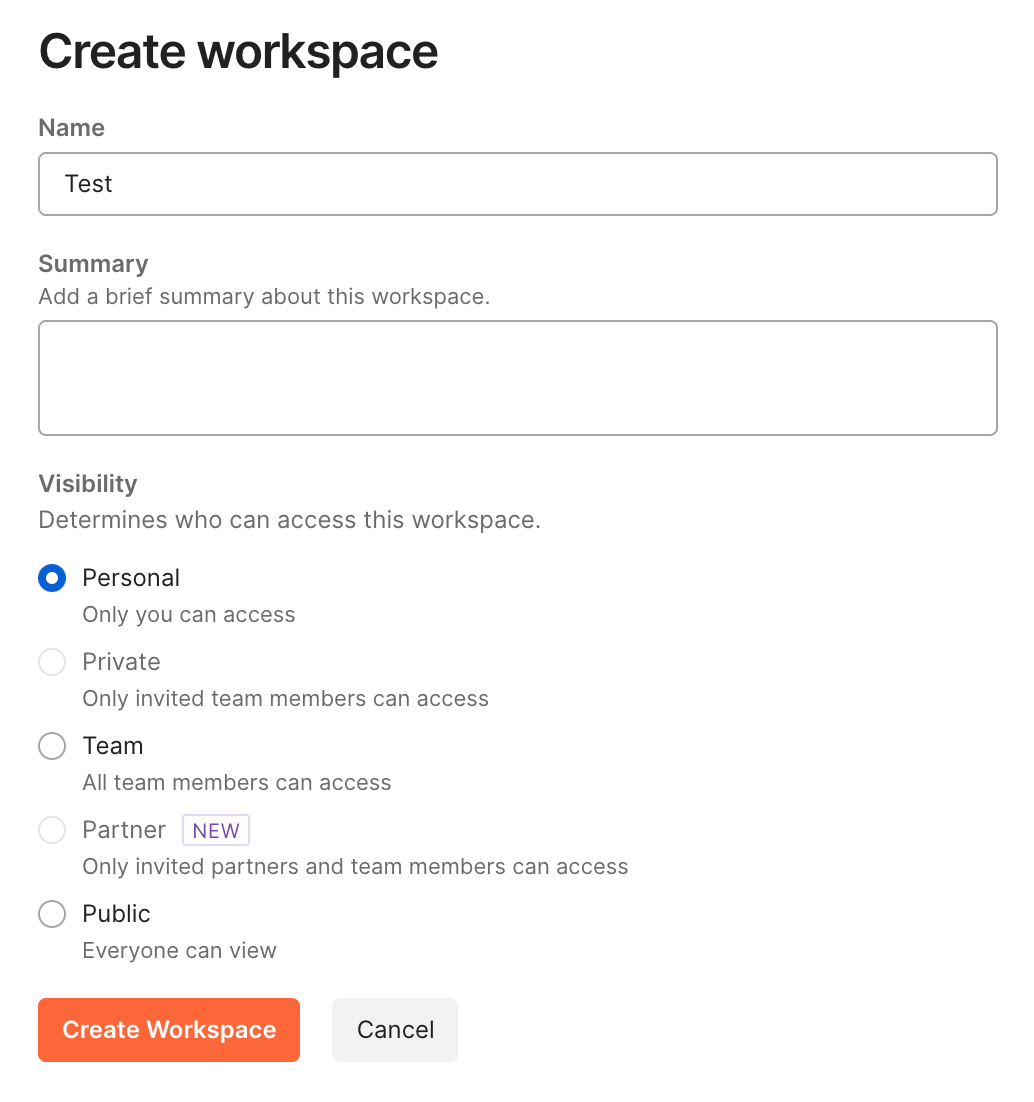 Create workspace
Name
Test
Summary
Add a brief summary about this workspace.
Visibility
Determines who can access this workspace.
Personal
Only you can access
Private
Only invited team members can access
Team
All team members can access
Partner NEW
Only invited partners and team members can access
Public
Everyone can view
Create Workspace Cancel